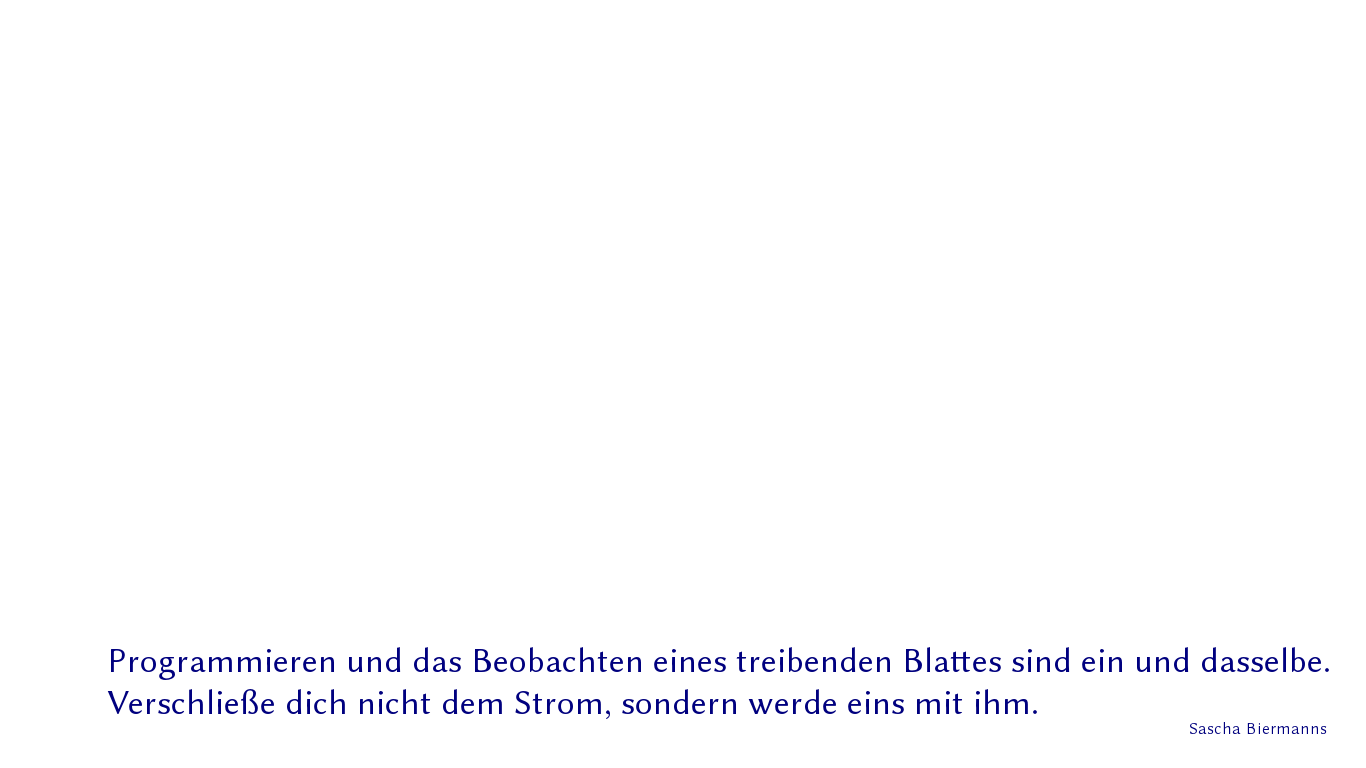 Programmieren und das Beobachten eines treibenden Blattes sind ein und dasselbe.
Verschließe dich nicht dem Strom, sondern werde eins mit ihm.
Sascha Biermanns